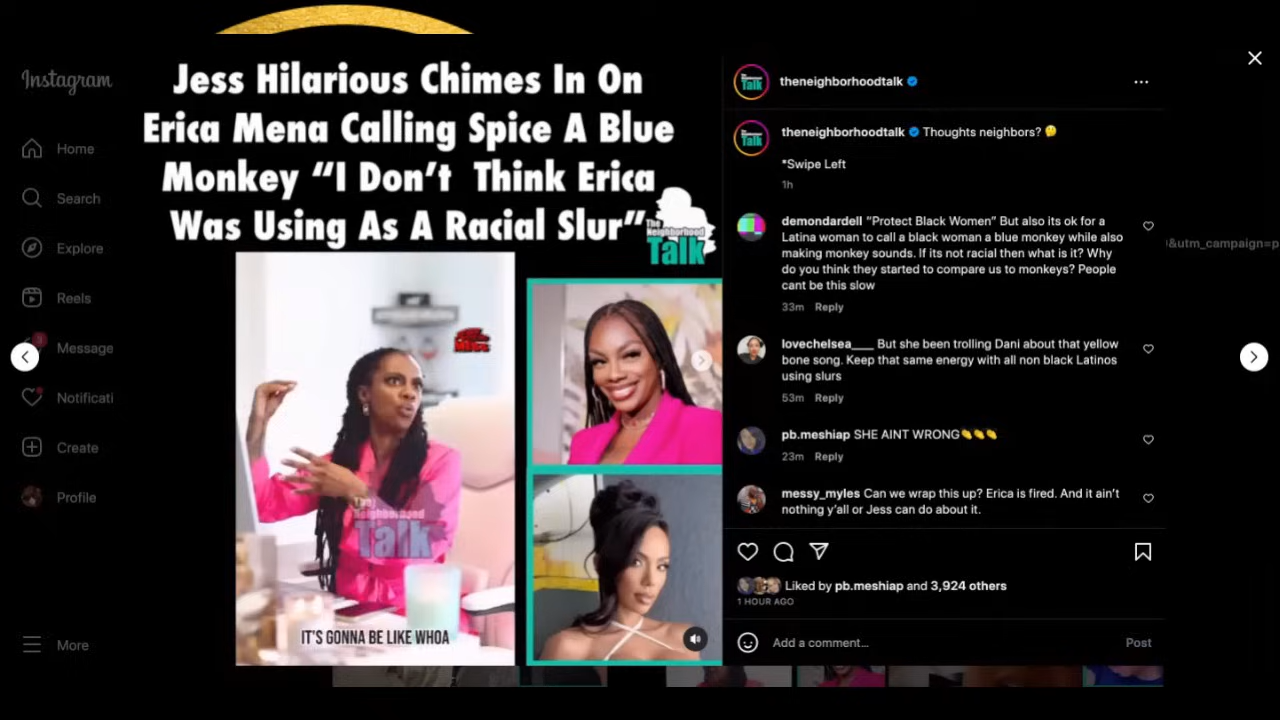 Instagram
Home
Search
Explore
Reels
Message
Notificati
Create
Profile
More
Jess Hilarious Chimes In On
Erica Mena Calling Spice A Blue
Monkey “I Don’t Think Erica
Was Using As A Racial Slur”
The
Neighborhood
Talk
The
Neighborhood
Talk
IT'S GONNA BE LIKE WHOA
Talk
theneighborhoodtalk
...
Talk
theneighborhoodtalk Thoughts neighbors? 🤔
*Swipe Left
1h
demondardell “Protect Black Women” But also its ok for a
Latina woman to call a black woman a blue monkey while also
making monkey sounds. If its not racial then what is it? Why
do you think they started to compare us to monkeys? People
cant be this slow
33m Reply
lovechelsea____ But she been trolling Dani about that yellow
bone song. Keep that same energy with all non black Latinos
using slurs
53m Reply
pb.meshiap SHE AINT WRONG👏👏👏
23m Reply
messy_myles Can we wrap this up? Erica is fired. And it ain’t
nothing y’all or Jess can do about it.
Liked by pb.meshiap and 3,924 others
1 HOUR AGO
Add a comment...
Post
&utm_campaign=p